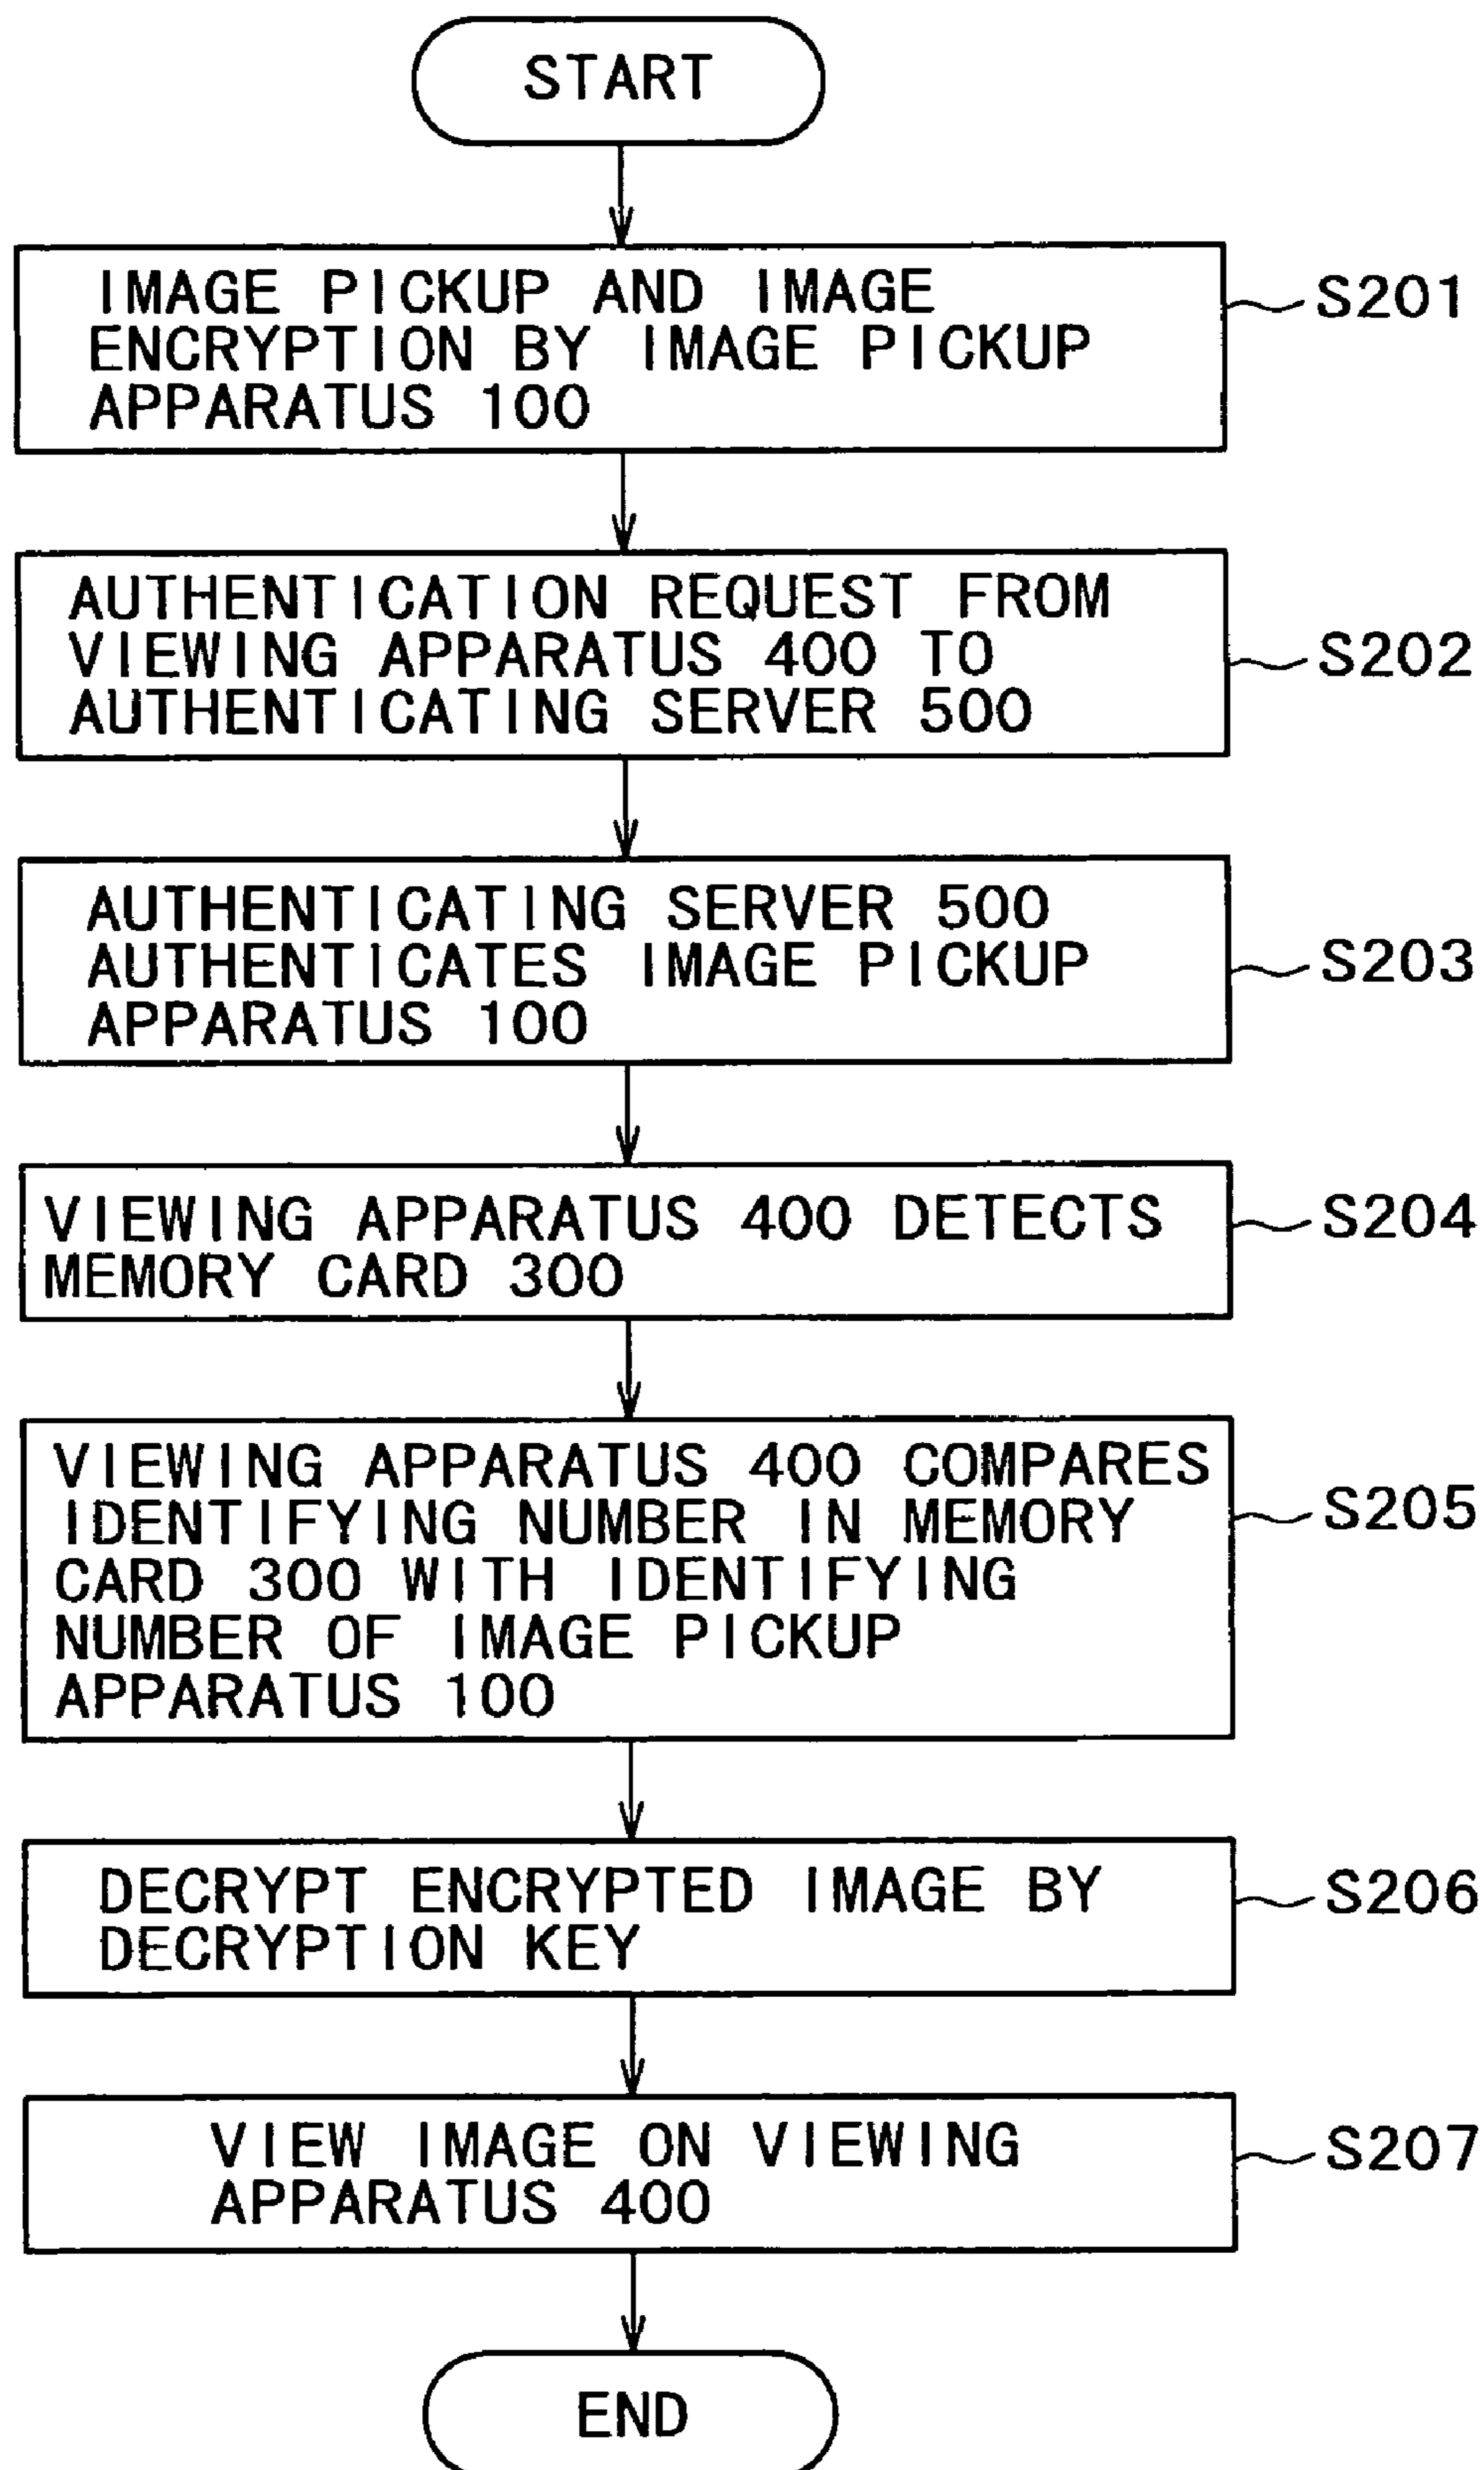 START
IMAGE PICKUP AND IMAGE
ENCRYPTION BY IMAGE PICKUP
APPARATUS 100
S201
AUTHENTICATION REQUEST FROM
VIEWING APPARATUS 400 TO
AUTHENTICATING SERVER 500
S202
AUTHENTICATING SERVER 500
AUTHENTICATES IMAGE PICKUP
APPARATUS 100
S203
VIEWING APPARATUS 400 DETECTS
MEMORY CARD 300
S204
VIEWING APPARATUS 400 COMPARES
IDENTIFYING NUMBER IN MEMORY
CARD 300 WITH IDENTIFYING
NUMBER OF IMAGE PICKUP
APPARATUS 100
S205
DECRYPT ENCRYPTED IMAGE BY
DECRYPTION KEY
S206
VIEW IMAGE ON VIEWING
APPARATUS 400
S207
END